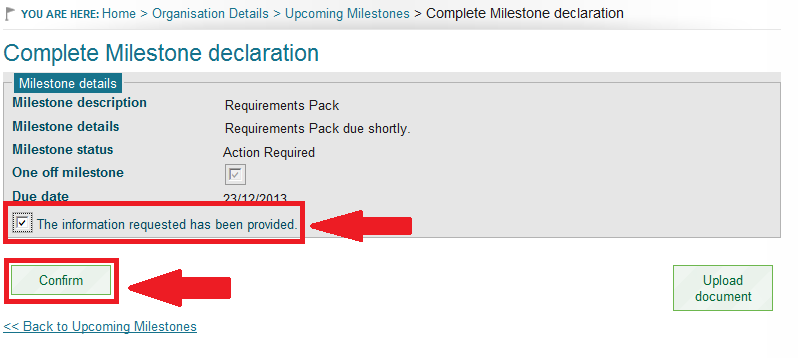 YOU ARE HERE: Home > Organisation Details > Upcoming Milestones > Complete Milestone declaration
Complete Milestone declaration
Milestone details
Milestone description Requirements Pack
Milestone details Requirements Pack due shortly.
Milestone status Action Required
One off milestone
Due date 23/12/2013
The information requested has been provided.
Confirm
Upload
document
<< Back to Upcoming Milestones